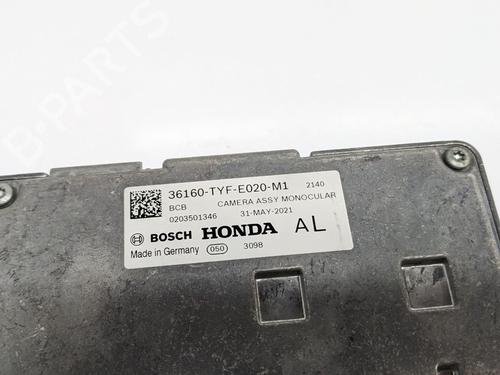 36160-TYF-E020-M1 2140
BCB CAMERA ASSY MONOCULAR
0203501346 31-MAY-2021
BOSCH HONDA AL
Made in Germany 050 3098
B-PARTS